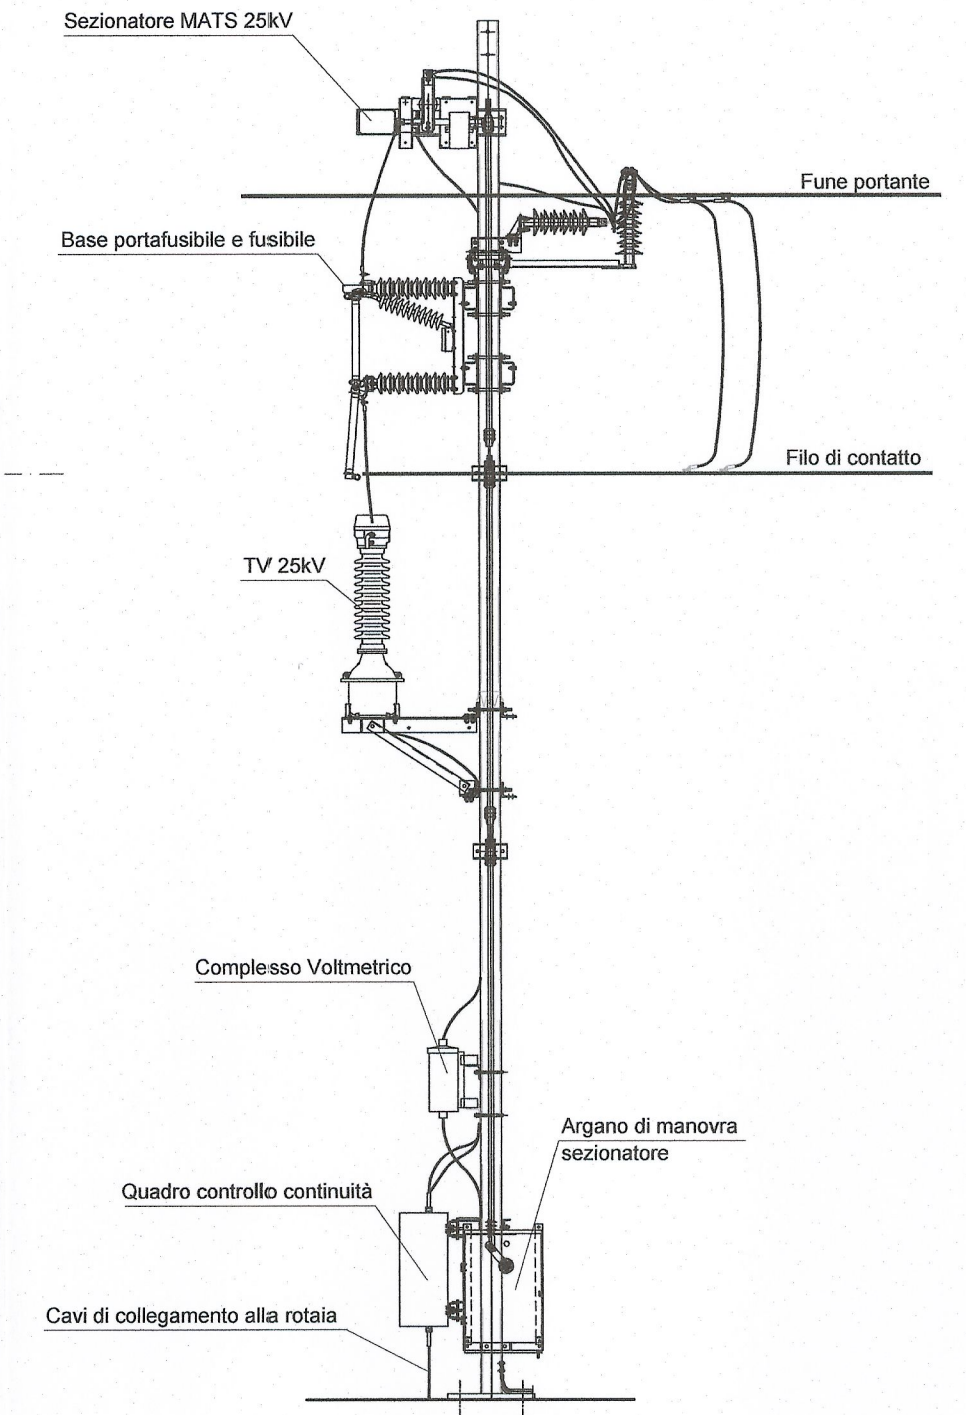 Sezionatore MATS 25kV
Fune portante
Base portafusibile e fusibile
Filo di contatto
TV 25kV
Complesso Voltmetrico
Argano di manovra
sezionatore
Quadro controllo continuità
Cavi di collegamento alla rotaia